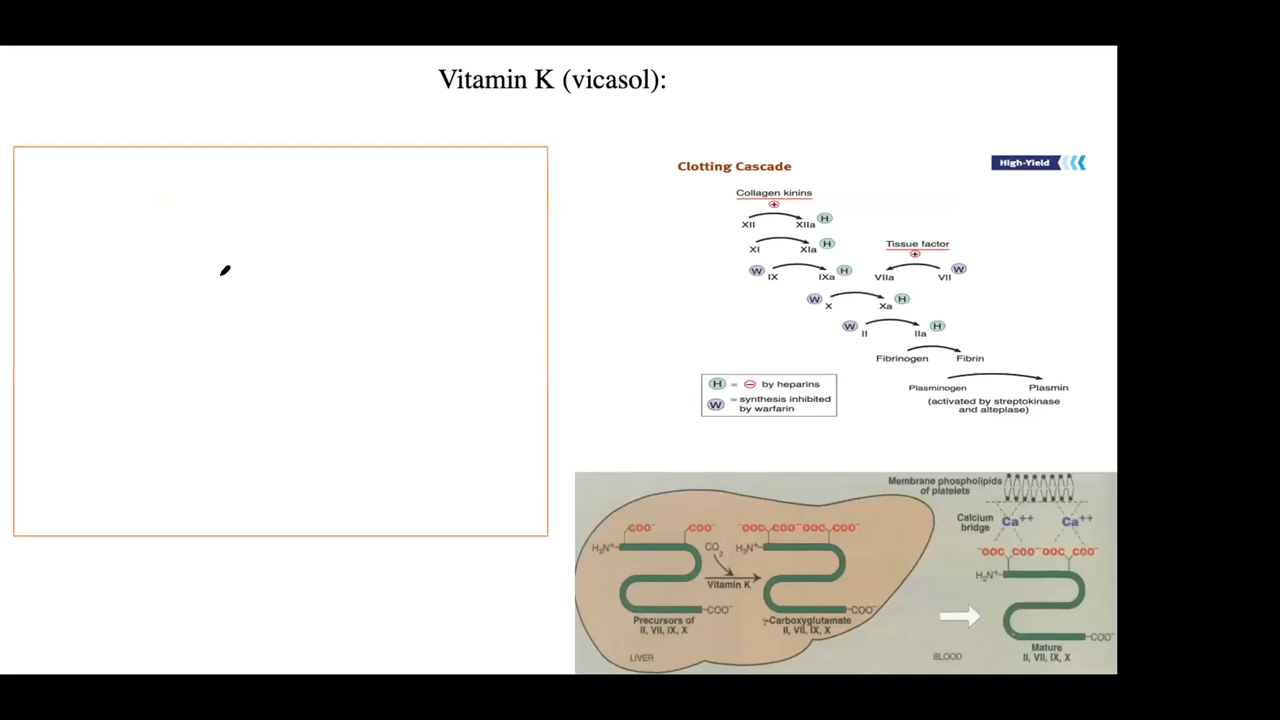 Vitamin K (vicasol):
Clotting Cascade
High-Yield
Collagen kinins
+
XII XIIa H
XI XIa H
Tissue factor
+
W IX IXa H VIIa VII W
W X Xa H
W II IIa H
Fibrinogen Fibrin
Plasminogen Plasmin
(activated by streptokinase
and alteplase)
H = − by heparins
W = synthesis inhibited
by warfarin
Membrane phospholipids
of platelets
Calcium
bridge
Ca++ Ca++
COO⁻ COO⁻
H₃N⁺
COO⁻
Precursors of
II, VII, IX, X
CO₂
Vitamin K
⁻OOC COO⁻OOC COO⁻
H₃N⁺
COO⁻
γ-Carboxyglutamate
II, VII, IX, X
LIVER
BLOOD
⁻OOC COO⁻OOC COO⁻
H₃N⁺
COO⁻
Mature
II, VII, IX, X